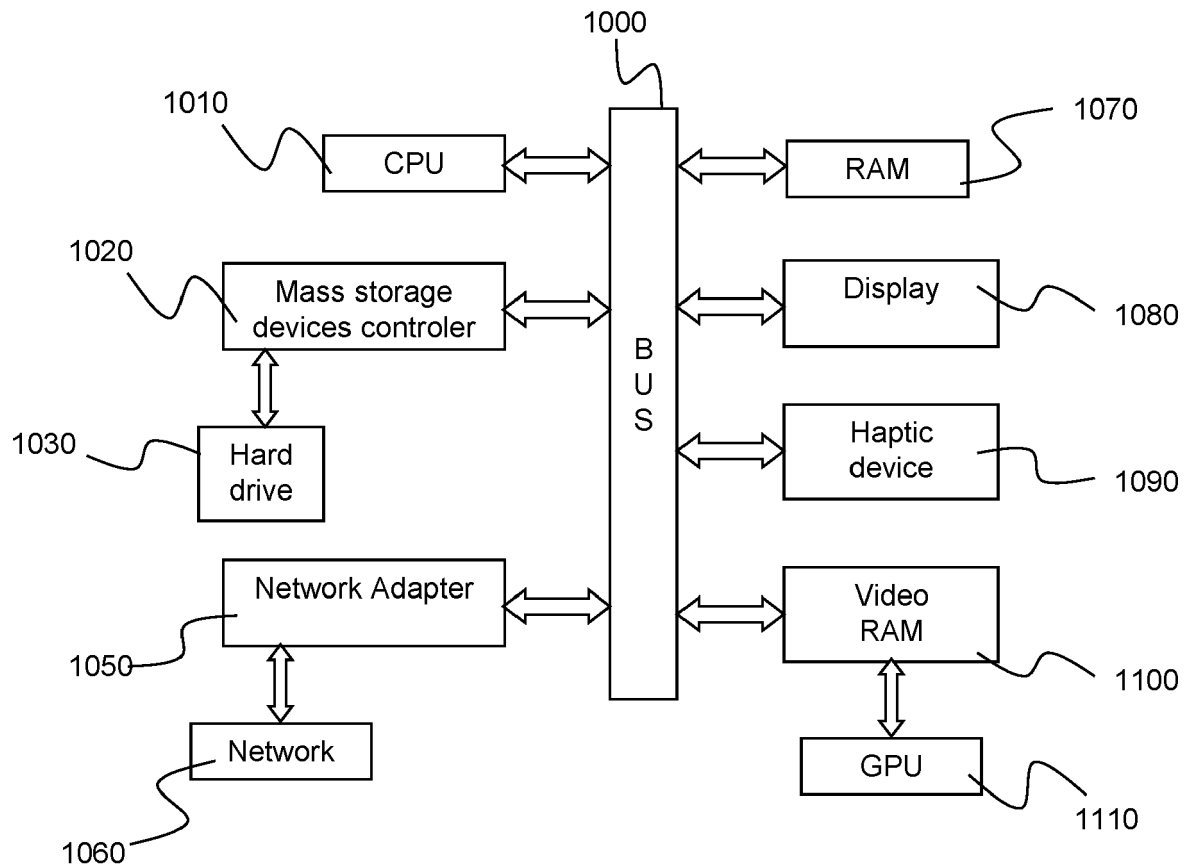 1000
1010
CPU
1070
RAM
1020
Mass storage
devices controler
Display
1080
B
U
S
1030
Hard
drive
Haptic
device
1090
Network Adapter
1050
Video
RAM
1100
Network
1060
GPU
1110